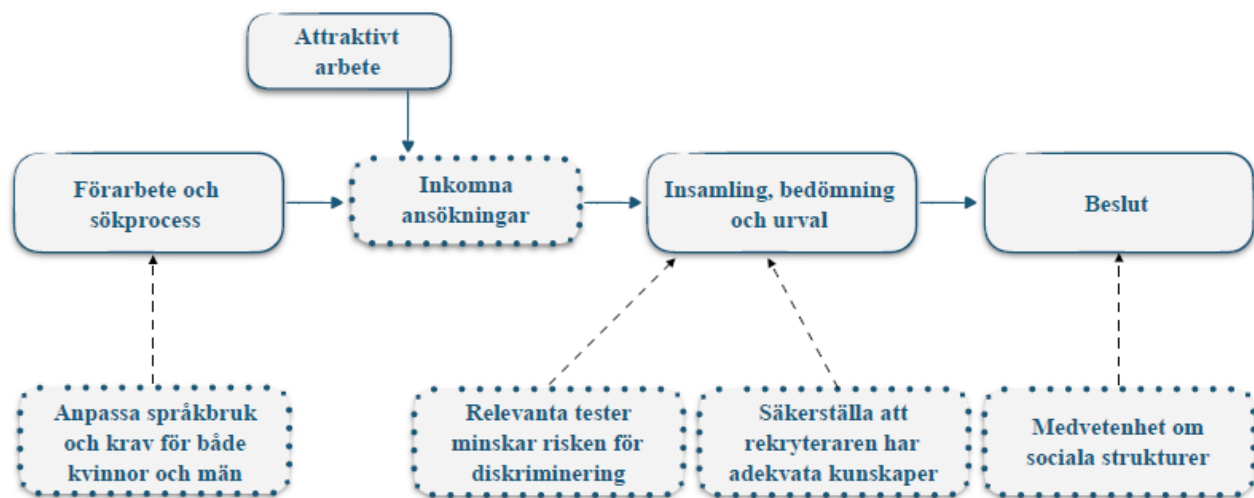 Attraktivt
arbete
Förarbete och
sökprocess
Inkomna
ansökningar
Insamling, bedömning
och urval
Beslut
Anpassa språkbruk
och krav för både
kvinnor och män
Relevanta tester
minskar risken för
diskriminering
Säkerställa att
rekryteraren har
adekvata kunskaper
Medvetenhet om
sociala strukturer